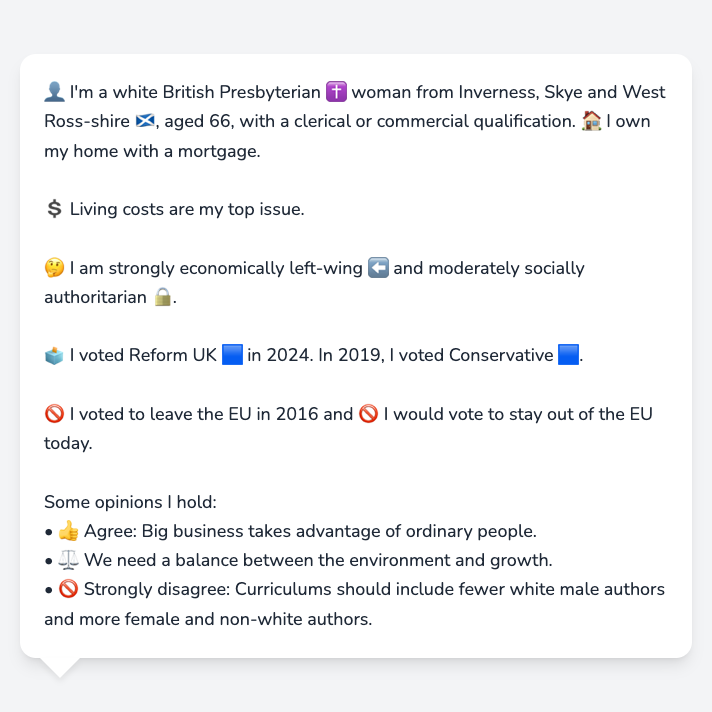 👤 I'm a white British Presbyterian ✝️ woman from Inverness, Skye and West
Ross-shire 🏴󠁧󠁢󠁳󠁣󠁴󠁿, aged 66, with a clerical or commercial qualification. 🏠 I own
my home with a mortgage.
💲 Living costs are my top issue.
🤔 I am strongly economically left-wing ⬅️ and moderately socially
authoritarian 🔒.
🗳️ I voted Reform UK 🟦 in 2024. In 2019, I voted Conservative 🟦.
🚫 I voted to leave the EU in 2016 and 🚫 I would vote to stay out of the EU
today.
Some opinions I hold:
• 👍 Agree: Big business takes advantage of ordinary people.
• ⚖️ We need a balance between the environment and growth.
• 🚫 Strongly disagree: Curriculums should include fewer white male authors
and more female and non-white authors.